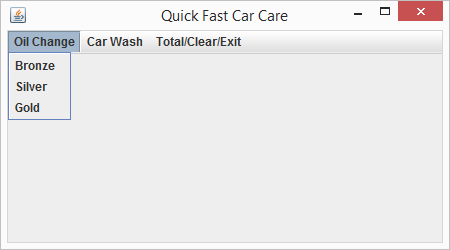 Quick Fast Car Care
Oil Change Car Wash Total/Clear/Exit
Bronze
Silver
Gold